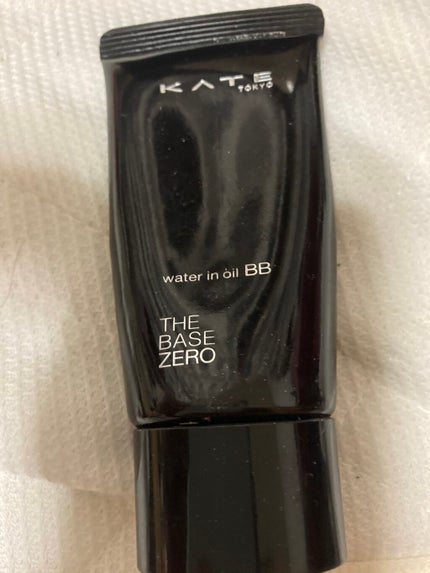 KATE
TOKYO
water in oil BB
THE
BASE
ZERO